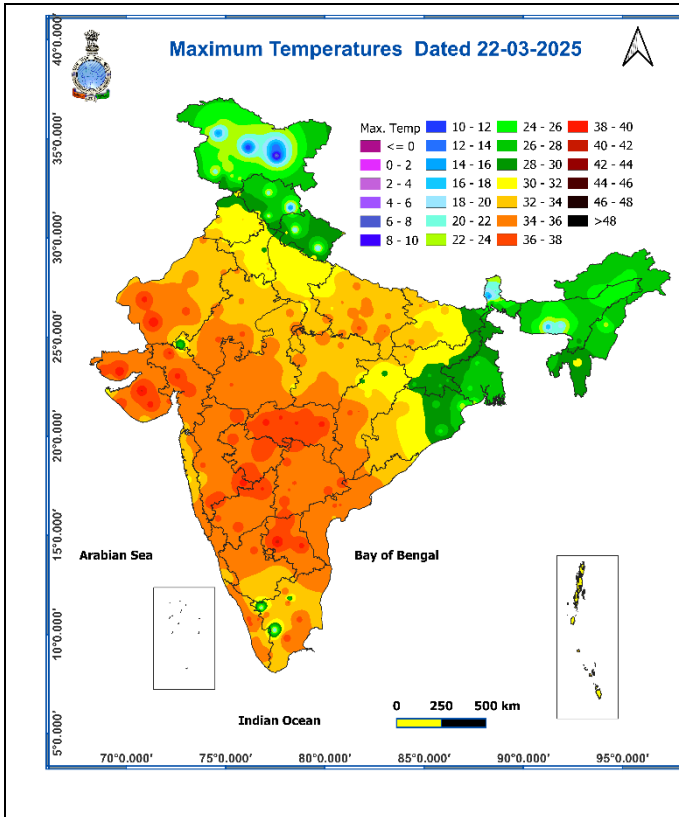 Maximum Temperatures Dated 22-03-2025
Max. Temp
<= 0
0 - 2
2 - 4
4 - 6
6 - 8
8 - 10
10 - 12
12 - 14
14 - 16
16 - 18
18 - 20
20 - 22
22 - 24
24 - 26
26 - 28
28 - 30
30 - 32
32 - 34
34 - 36
36 - 38
38 - 40
40 - 42
42 - 44
44 - 46
46 - 48
>48
40°0.000'
35°0.000'
30°0.000'
25°0.000'
20°0.000'
15°0.000'
10°0.000'
5°0.000'
Arabian Sea
Bay of Bengal
Indian Ocean
0 250 500 km
70°0.000' 75°0.000' 80°0.000' 85°0.000' 90°0.000' 95°0.000'